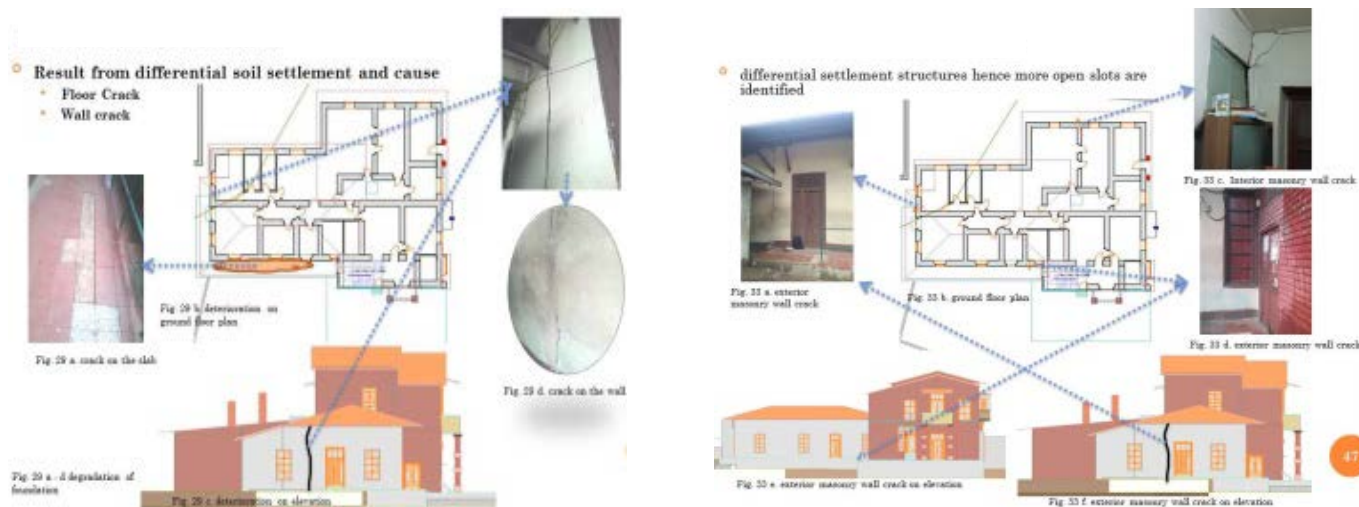 Result from differential soil settlement and cause
Floor Crack
Wall crack
Fig. 29 b. deterioration on
ground floor plan
Fig. 29 a. crack on the slab
Fig. 29 d. crack on the wall
Fig. 29 a - d degradation of
foundation
Fig. 29 c. deterioration on elevation
differential settlement structures hence more open slots are
identified
Fig. 33 c. Interior masonry wall crack
Fig. 33 a. exterior
masonry wall crack
Fig. 33 b. ground floor plan
Fig. 33 d. exterior masonry wall crack
Fig. 33 e. exterior masonry wall crack on elevation
Fig. 33 f. exterior masonry wall crack on elevation
47